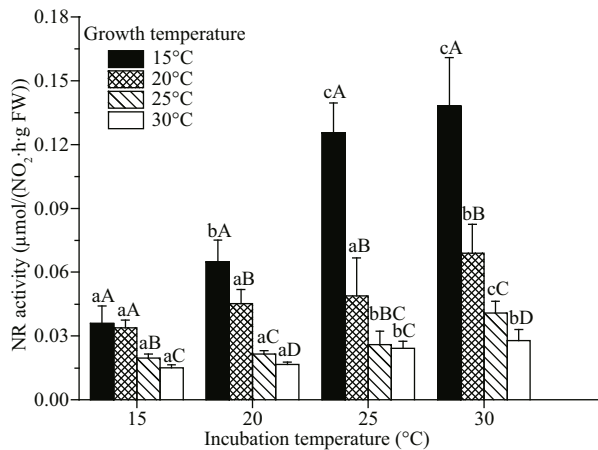 0.18
0.15
0.12
0.09
0.06
0.03
0.00
NR activity (μmol/(NO₂·h·g FW))
Growth temperature
15°C
20°C
25°C
30°C
aA aA aB aC
bA aB aC aD
cA aB bBC bC
cA bB cC bD
15 20 25 30
Incubation temperature (°C)